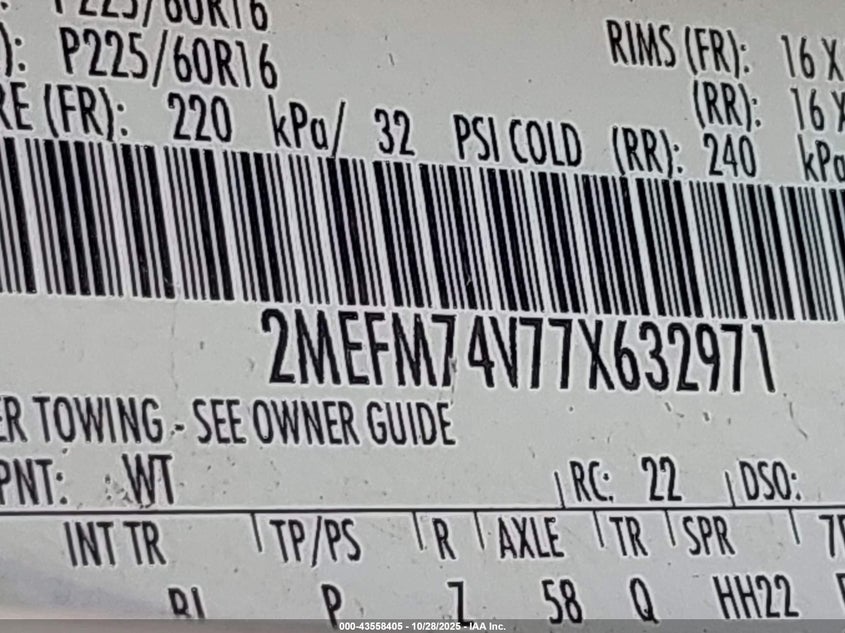 P225/60R16
): P225/60R16 RIMS (FR): 16 X
(RR): 16 X
RE (FR): 220 kPa/ 32 PSI COLD (RR): 240 kPa
2MEFM74V77X632971
ER TOWING - SEE OWNER GUIDE
PNT: WT RC: 22 DSO:
INT TR TP/PS R AXLE TR SPR
P 58 Q HH22
000-43558405 - 10/28/2025 - IAA Inc.